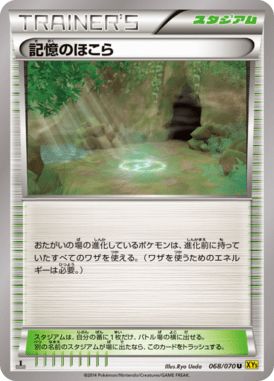 TRAINER'S
スタジアム
記憶のほこら
おたがいの場の進化しているポケモンは、進化前に持って
いたすべてのワザを使える。（ワザを使うためのエネル
ギーは必要。）
スタジアムは、自分の番に1枚だけ、バトル場の横に出せる。
別の名前のスタジアムが場に出たなら、このカードをトラッシュする。
Illus.Ryo Ueda
068/070 U XY5
©2014 Pokémon/Nintendo/Creatures/GAME FREAK.